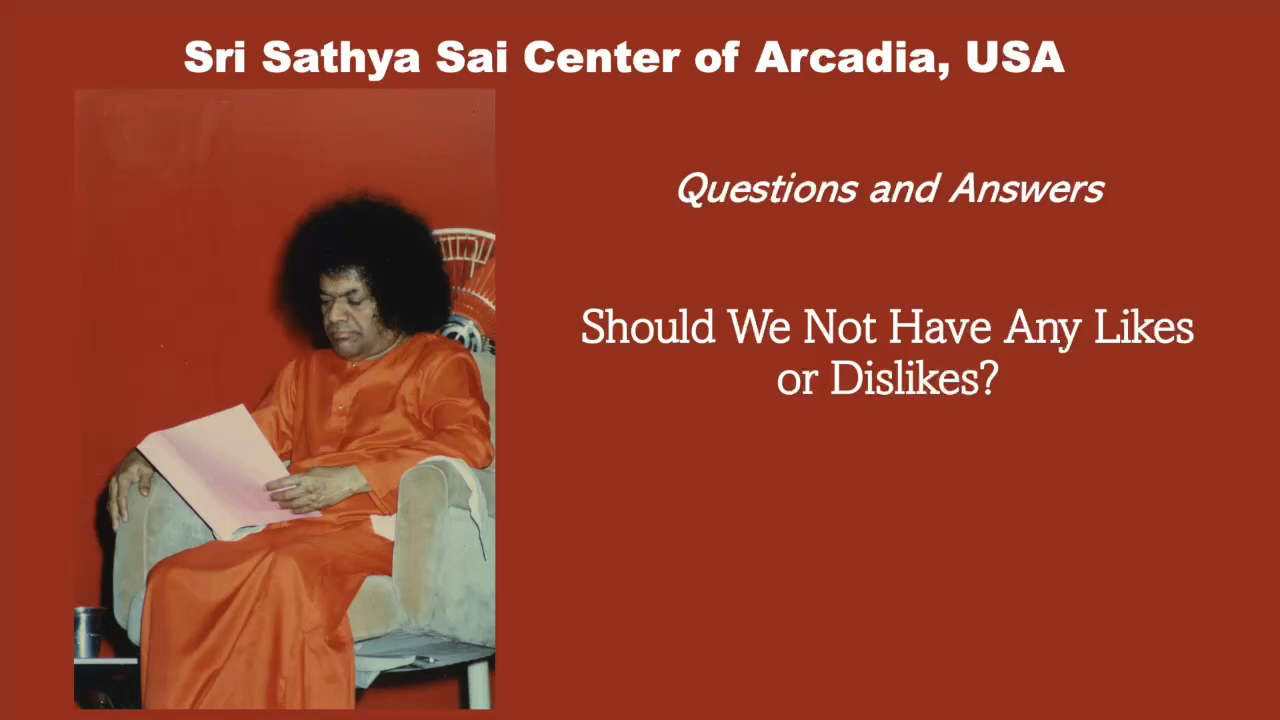 Sri Sathya Sai Center of Arcadia, USA
Questions and Answers
Should We Not Have Any Likes
or Dislikes?